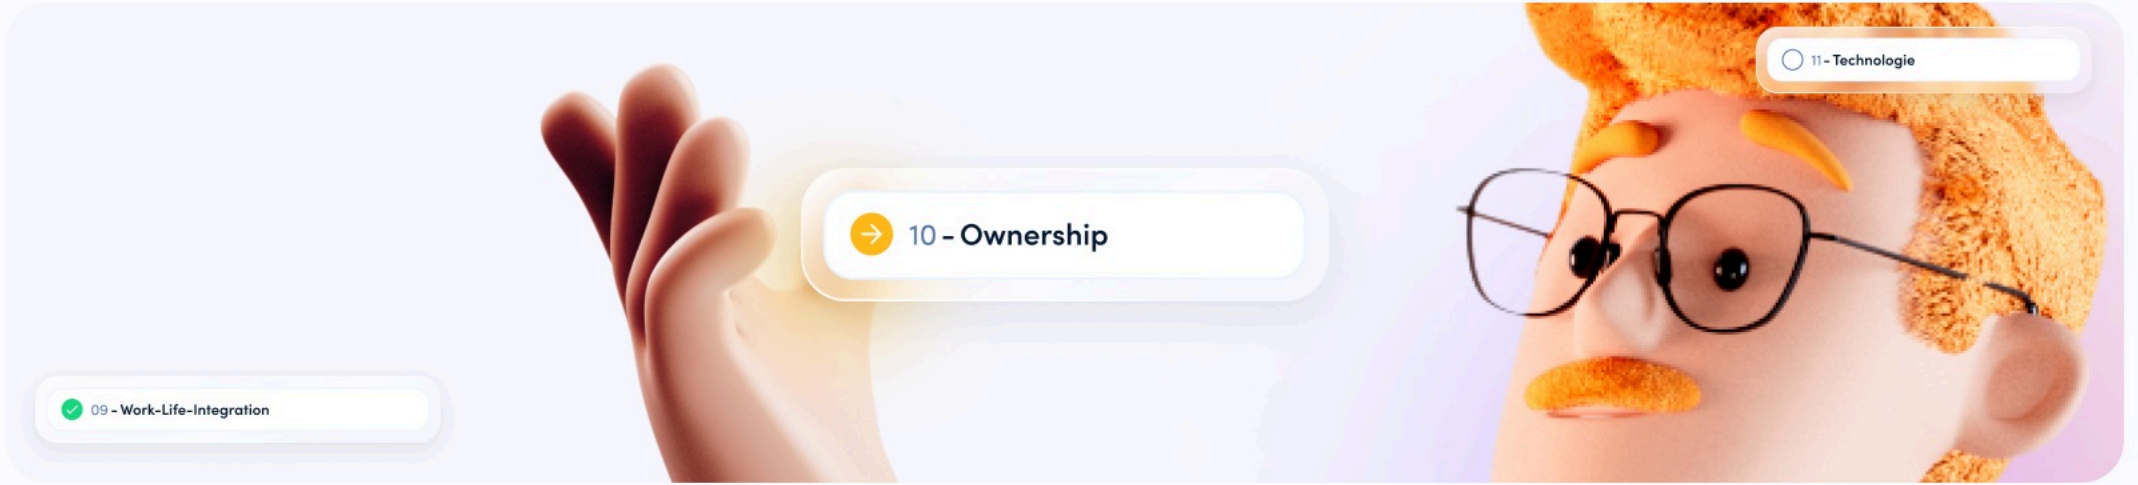 11 - Technologie
10 - Ownership
09 - Work-Life-Integration